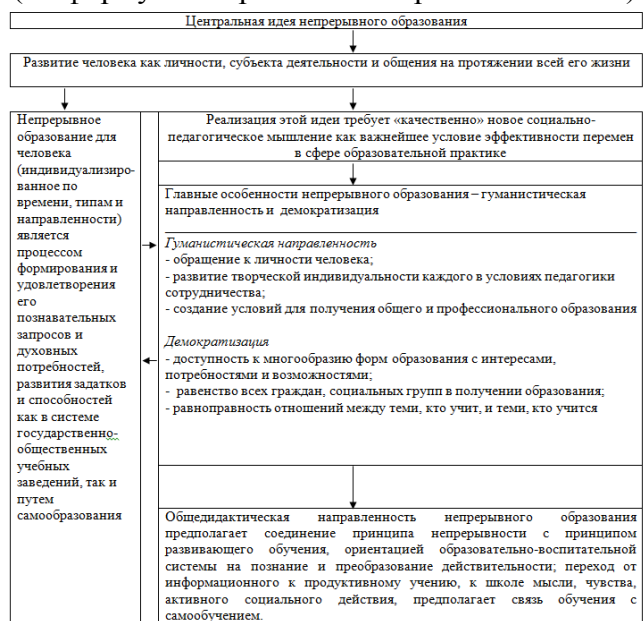 Центральная идея непрерывного образования
Развитие человека как личности, субъекта деятельности и общения на протяжении всей его жизни
Непрерывное
образование для
человека
(индивидуализиро-
ванное по
времени, типам и
направленности)
является
процессом
формирования и
удовлетворения
его
познавательных
запросов и
духовных
потребностей,
развития задатков
и способностей
как в системе
государственно-
общественных
учебных
заведений, так и
путем
самообразования
Реализация этой идеи требует «качественно» новое социально-
педагогическое мышление как важнейшее условие эффективности перемен
в сфере образовательной практике
Главные особенности непрерывного образования – гуманистическая
направленность и демократизация
Гуманистическая направленность
- обращение к личности человека;
- развитие творческой индивидуальности каждого в условиях педагогики
сотрудничества;
- создание условий для получения общего и профессионального образования
Демократизация
- доступность к многообразию форм образования с интересами,
потребностями и возможностями;
- равенство всех граждан, социальных групп в получении образования;
- равноправность отношений между теми, кто учит, и теми, кто учится
Общедидактическая направленность непрерывного образования
предполагает соединение принципа непрерывности с принципом
развивающего обучения, ориентацией образовательно-воспитательной
системы на познание и преобразование действительности; переход от
информационного к продуктивному учению, к школе мысли, чувства,
активного социального действия, предполагает связь обучения с
самообучением.